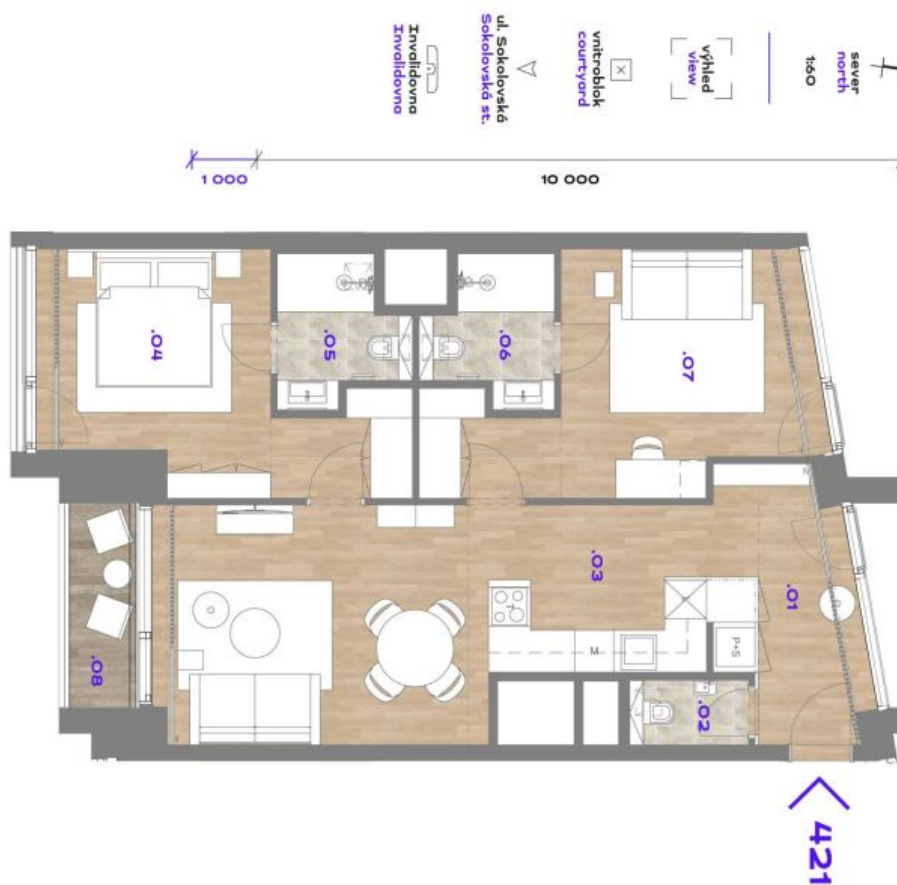 sever
north
1:60
výhled
view
vnitroblok
courtyard
ul. Sokolovská
Sokolovská st.
Invalidovna
Invalidovna
1 000
10 000
.04
.05
.06
.07
.03
.01
.02
.08
M
P+S
421